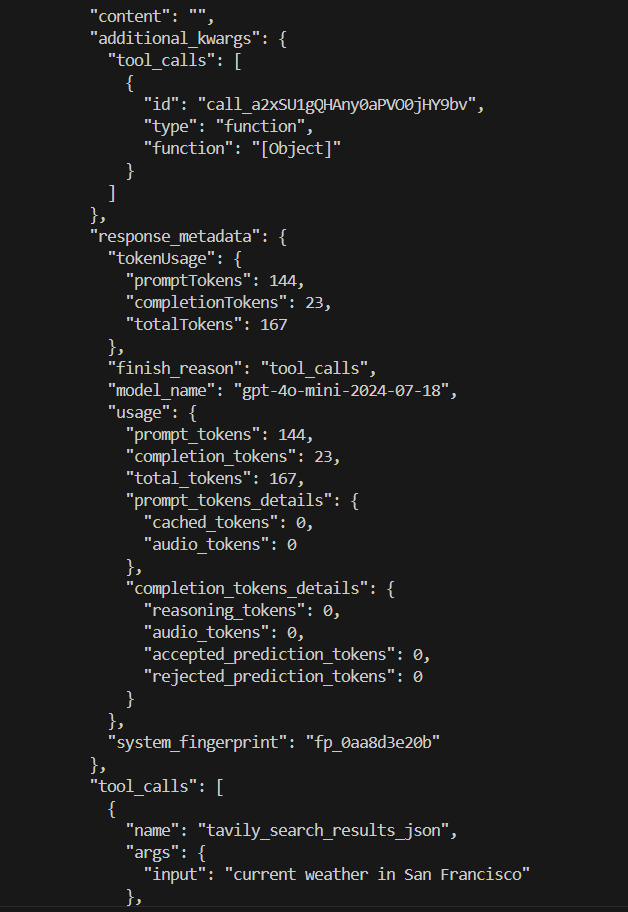 "content": "",
"additional_kwargs": {
"tool_calls": [
{
"id": "call_a2xSU1gQHAny0aPVO0jHY9bv",
"type": "function",
"function": "[Object]"
}
]
},
"response_metadata": {
"tokenUsage": {
"promptTokens": 144,
"completionTokens": 23,
"totalTokens": 167
},
"finish_reason": "tool_calls",
"model_name": "gpt-4o-mini-2024-07-18",
"usage": {
"prompt_tokens": 144,
"completion_tokens": 23,
"total_tokens": 167,
"prompt_tokens_details": {
"cached_tokens": 0,
"audio_tokens": 0
},
"completion_tokens_details": {
"reasoning_tokens": 0,
"audio_tokens": 0,
"accepted_prediction_tokens": 0,
"rejected_prediction_tokens": 0
}
},
"system_fingerprint": "fp_0aa8d3e20b"
},
"tool_calls": [
{
"name": "tavily_search_results_json",
"args": {
"input": "current weather in San Francisco"
},